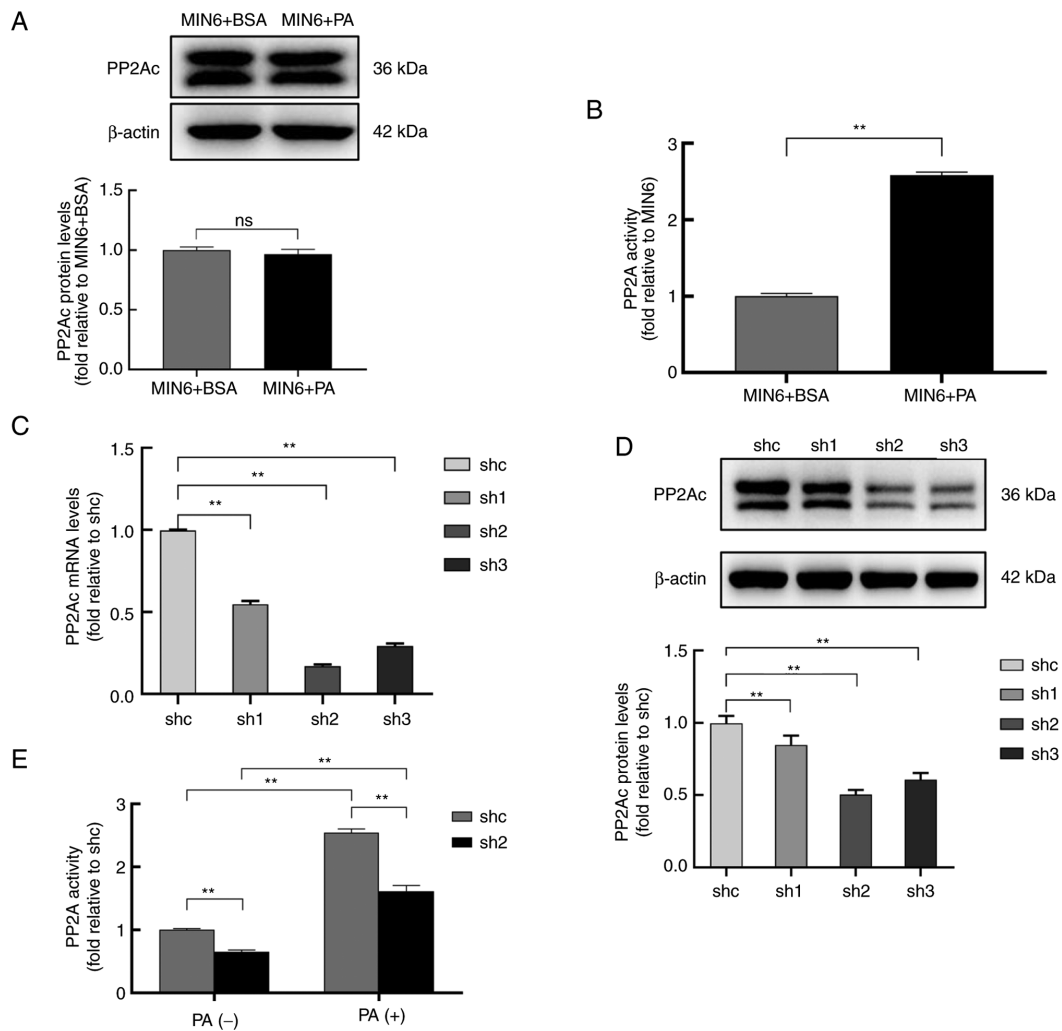 A
MIN6+BSA MIN6+PA
PP2Ac
36 kDa
β-actin
42 kDa
PP2Ac protein levels
(fold relative to MIN6+BSA)
1.5
1.0
0.5
0.0
ns
MIN6+BSA MIN6+PA
B
PP2A activity
(fold relative to MIN6)
3
2
1
0
**
MIN6+BSA MIN6+PA
C
PP2Ac mRNA levels
(fold relative to shc)
1.5
1.0
0.5
0.0
**
**
**
shc sh1 sh2 sh3
shc
sh1
sh2
sh3
D
shc sh1 sh2 sh3
PP2Ac
36 kDa
β-actin
42 kDa
PP2Ac protein levels
(fold relative to shc)
1.5
1.0
0.5
0.0
**
**
**
shc sh1 sh2 sh3
shc
sh1
sh2
sh3
E
PP2A activity
(fold relative to shc)
3
2
1
0
**
**
**
**
PA (−) PA (+)
shc
sh2